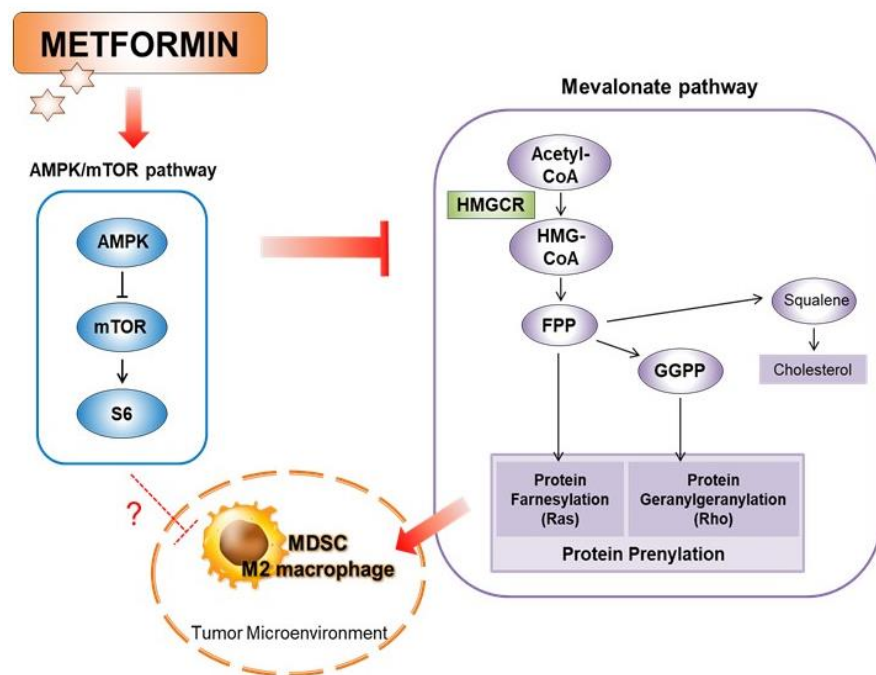 METFORMIN
AMPK/mTOR pathway
AMPK
mTOR
S6
?
MDSC
M2 macrophage
Tumor Microenvironment
Mevalonate pathway
Acetyl-
CoA
HMGCR
HMG-
CoA
FPP
Squalene
GGPP
Cholesterol
Protein
Farnesylation
(Ras)
Protein
Geranylgeranylation
(Rho)
Protein Prenylation